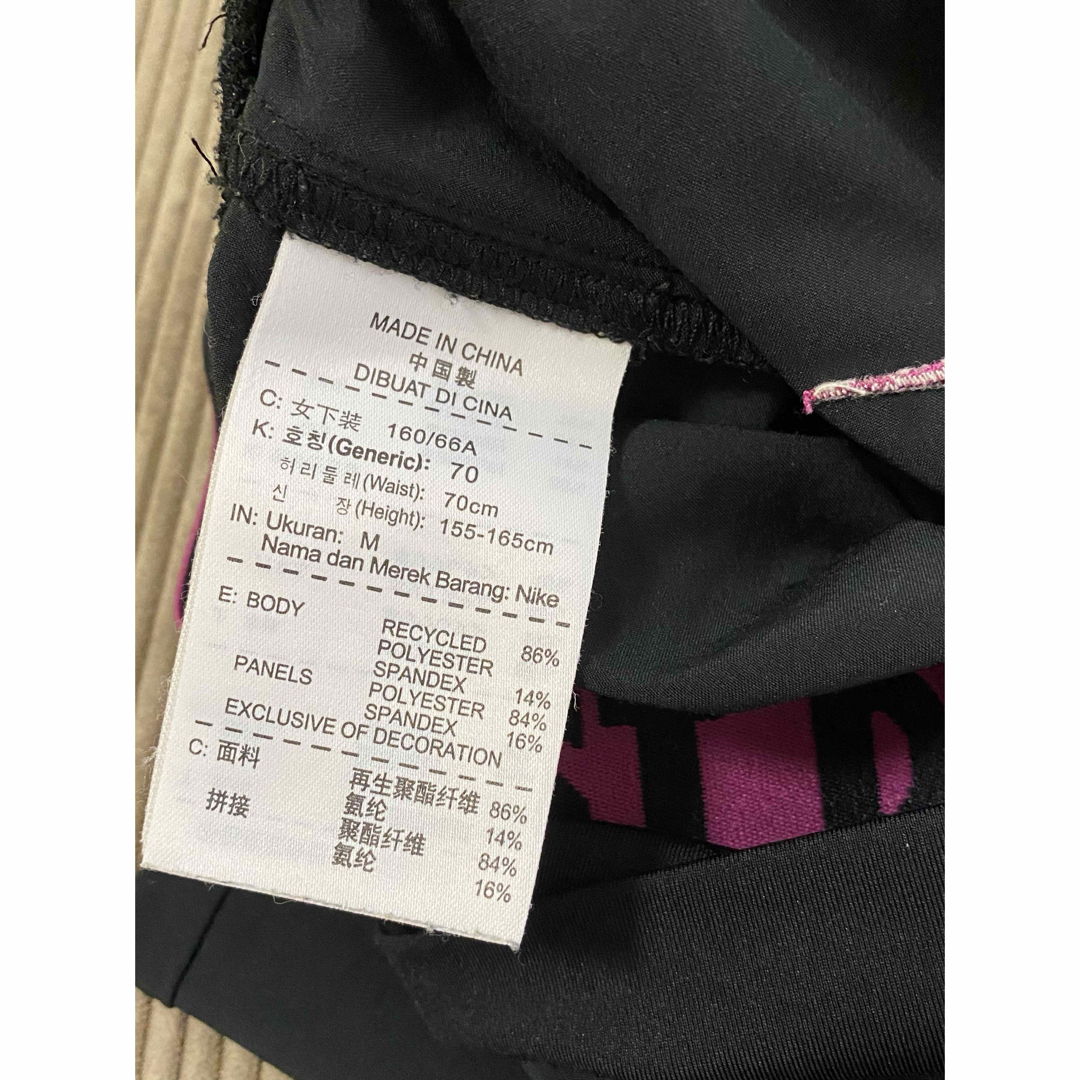 MADE IN CHINA
中国製
DIBUAT DI CINA
C: 女下装 160/66A
K: 호칭(Generic): 70
허리둘레(Waist): 70cm
신 장(Height): 155-165cm
IN: Ukuran: M
Nama dan Merek Barang: Nike
E: BODY
RECYCLED
POLYESTER 86%
SPANDEX 14%
PANELS POLYESTER 84%
SPANDEX 16%
EXCLUSIVE OF DECORATION
C: 面料 再生聚酯纤维 86%
氨纶 14%
拼接 聚酯纤维 84%
氨纶 16%